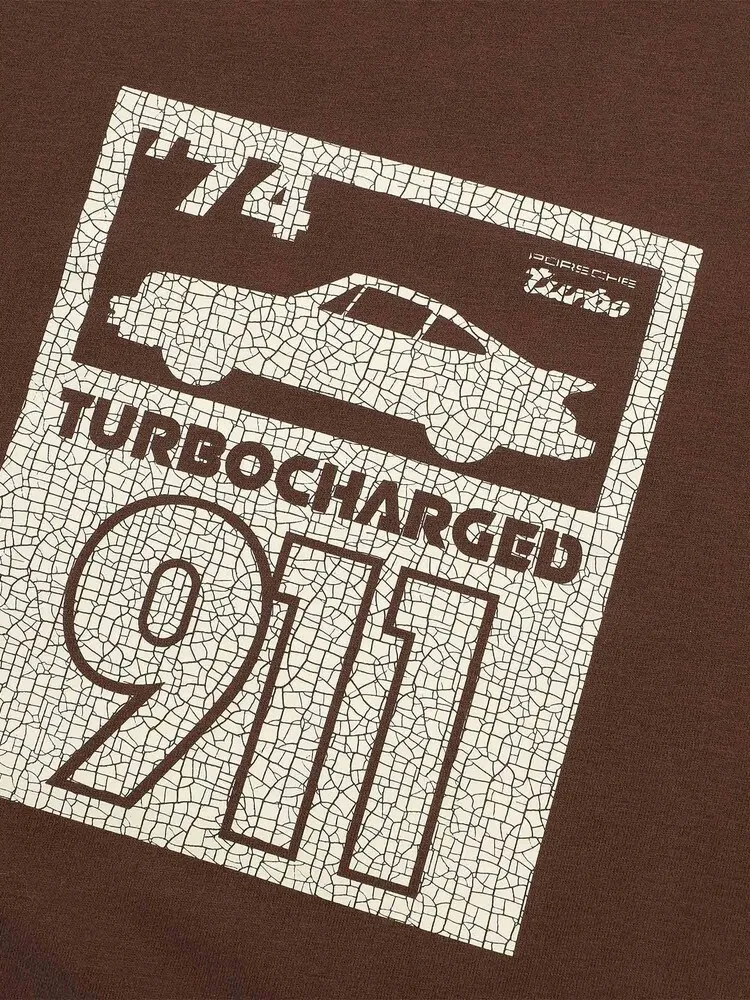 '74
PORSCHE
Turbo
TURBOCHARGED
911